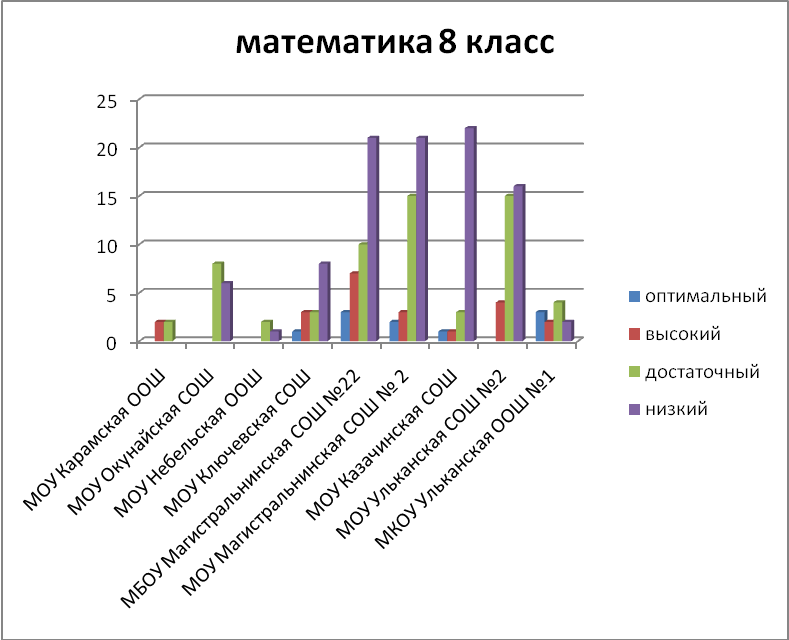 математика 8 класс
25
20
15
10
5
0
МОУ Карамская ООШ
МОУ Окунайская СОШ
МОУ Небельская ООШ
МОУ Ключевская СОШ
МБОУ Магистральнинская СОШ №22
МОУ Магистральнинская СОШ № 2
МОУ Казачинская СОШ
МОУ Ульканская СОШ №2
МКОУ Ульканская ООШ №1
оптимальный
высокий
достаточный
низкий